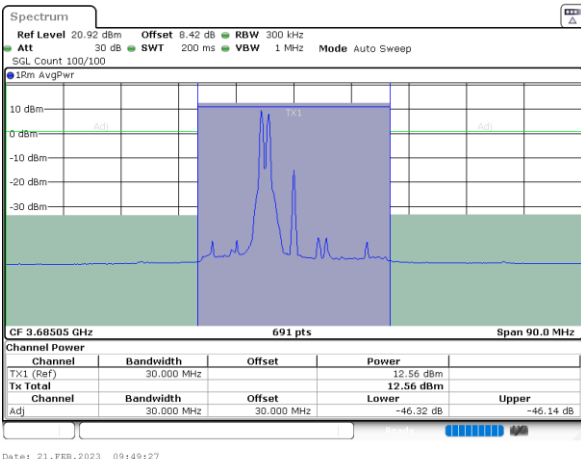 Spectrum
Ref Level 20.92 dBm Offset 8.42 dB RBW 300 kHz
Att 30 dB SWT 200 ms VBW 1 MHz Mode Auto Sweep
SGL Count 100/100
1Rm AvgPwr
10 dBm
TX1
Adj
Adj
0 dBm
-10 dBm
-20 dBm
-30 dBm
CF 3.68505 GHz 691 pts Span 90.0 MHz
Channel Power
Channel Bandwidth Offset Power
TX1 (Ref) 30.000 MHz 12.56 dBm
Tx Total 12.56 dBm
Channel Bandwidth Offset Lower Upper
Adj 30.000 MHz 30.000 MHz -46.32 dB -46.14 dB
Ready
Date: 21.FEB.2023 09:49:27